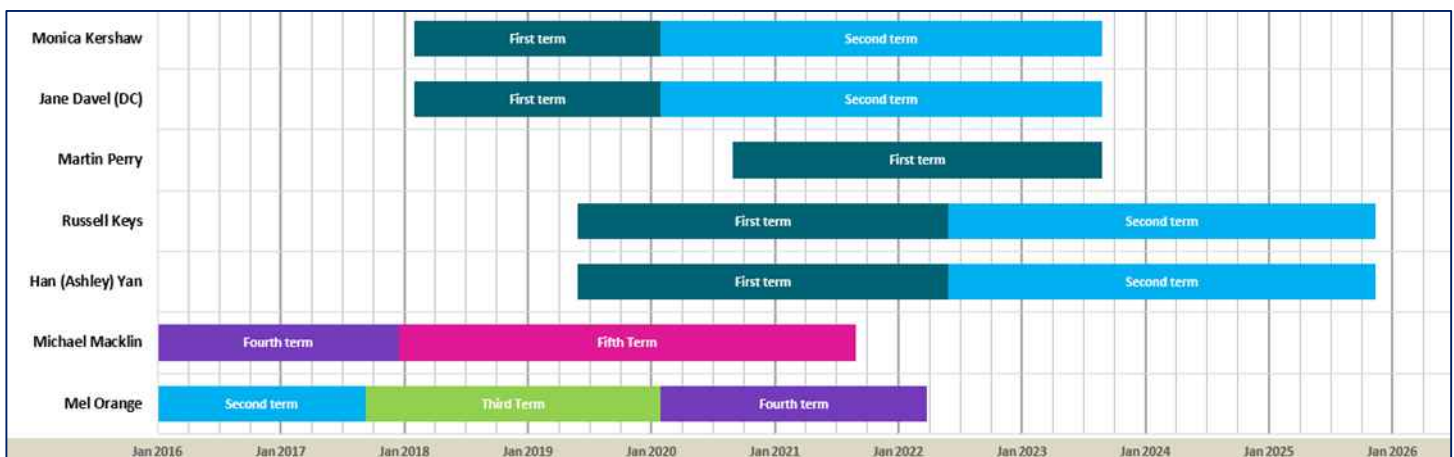 Monica Kershaw First term Second term
Jane Davel (DC) First term Second term
Martin Perry First term
Russell Keys First term Second term
Han (Ashley) Yan First term Second term
Michael Macklin Fourth term Fifth Term
Mel Orange Second term Third Term Fourth term
Jan 2016 Jan 2017 Jan 2018 Jan 2019 Jan 2020 Jan 2021 Jan 2022 Jan 2023 Jan 2024 Jan 2025 Jan 2026